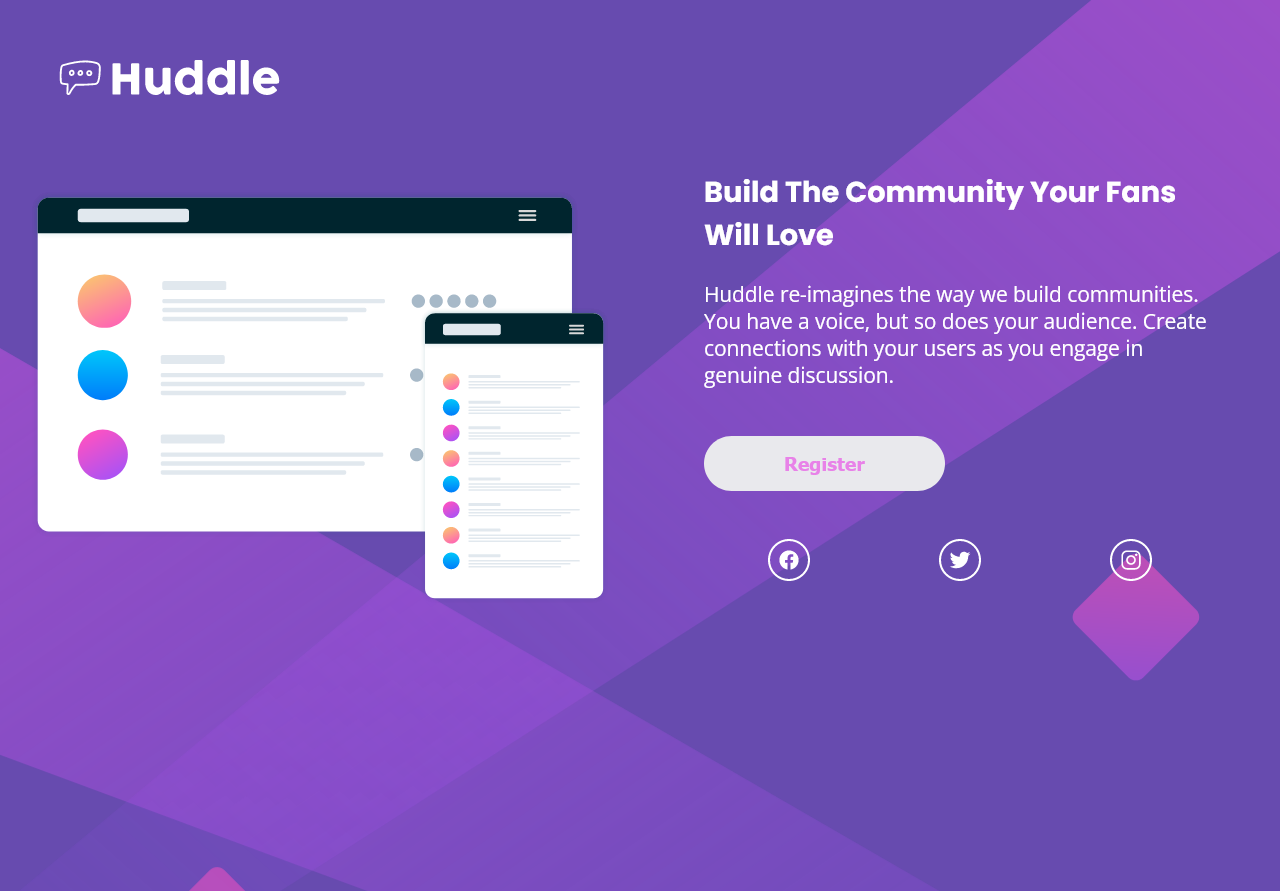 Huddle
Build The Community Your Fans
Will Love
Huddle re-imagines the way we build communities.
You have a voice, but so does your audience. Create
connections with your users as you engage in
genuine discussion.
Register